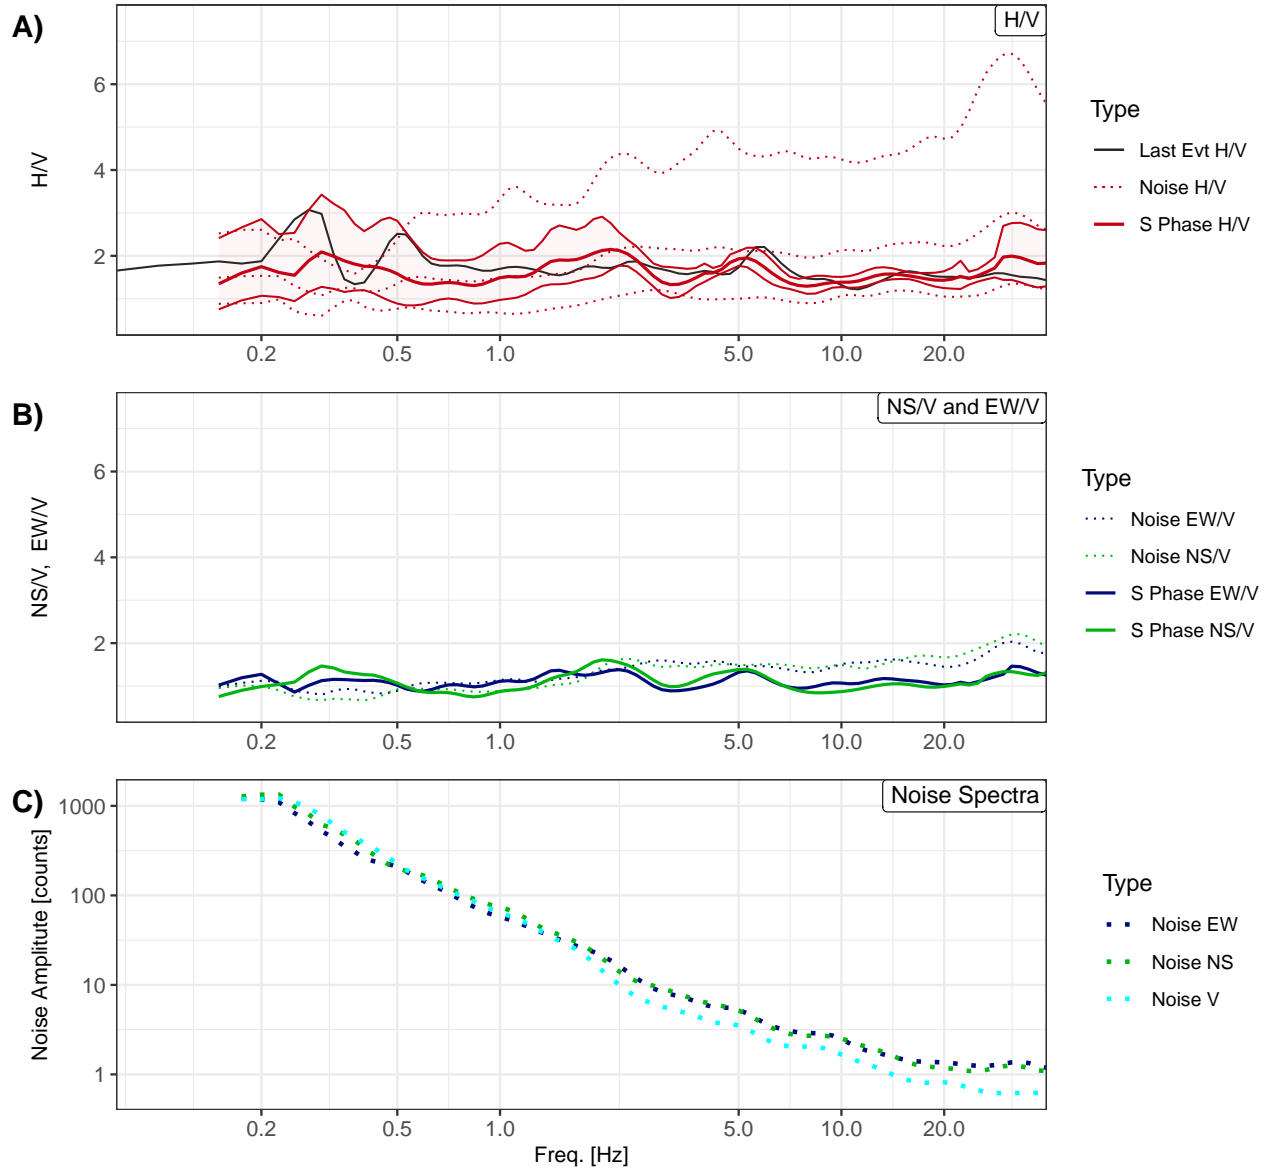 A)
H/V
6
4
2
H/V
0.2 0.5 1.0 5.0 10.0 20.0
Type
Last Evt H/V
Noise H/V
S Phase H/V
B)
NS/V and EW/V
6
4
2
NS/V,  EW/V
0.2 0.5 1.0 5.0 10.0 20.0
Type
Noise EW/V
Noise NS/V
S Phase EW/V
S Phase NS/V
C)
Noise Spectra
1000
100
10
1
Noise Amplitute [counts]
0.2 0.5 1.0 5.0 10.0 20.0
Freq. [Hz]
Type
Noise EW
Noise NS
Noise V